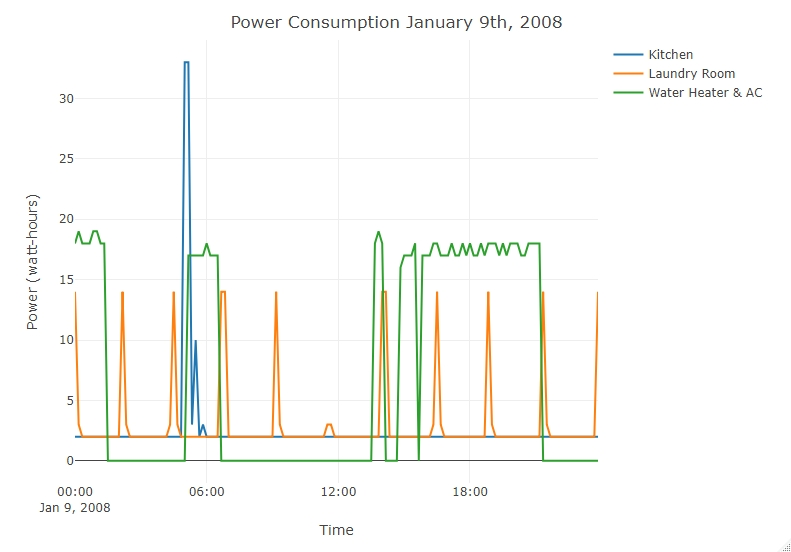 Power Consumption January 9th, 2008
Kitchen
Laundry Room
Water Heater & AC
Power (watt-hours)
30
25
20
15
10
5
0
00:00
06:00
12:00
18:00
Jan 9, 2008
Time